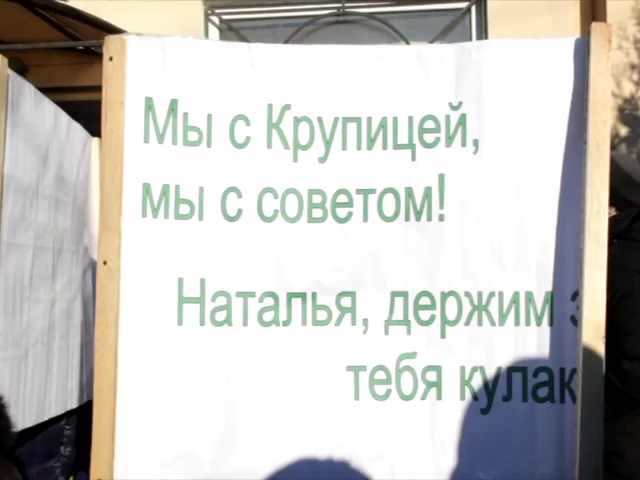 Мы с Крупицей,
мы с советом!
Наталья, держим з
тебя кулак